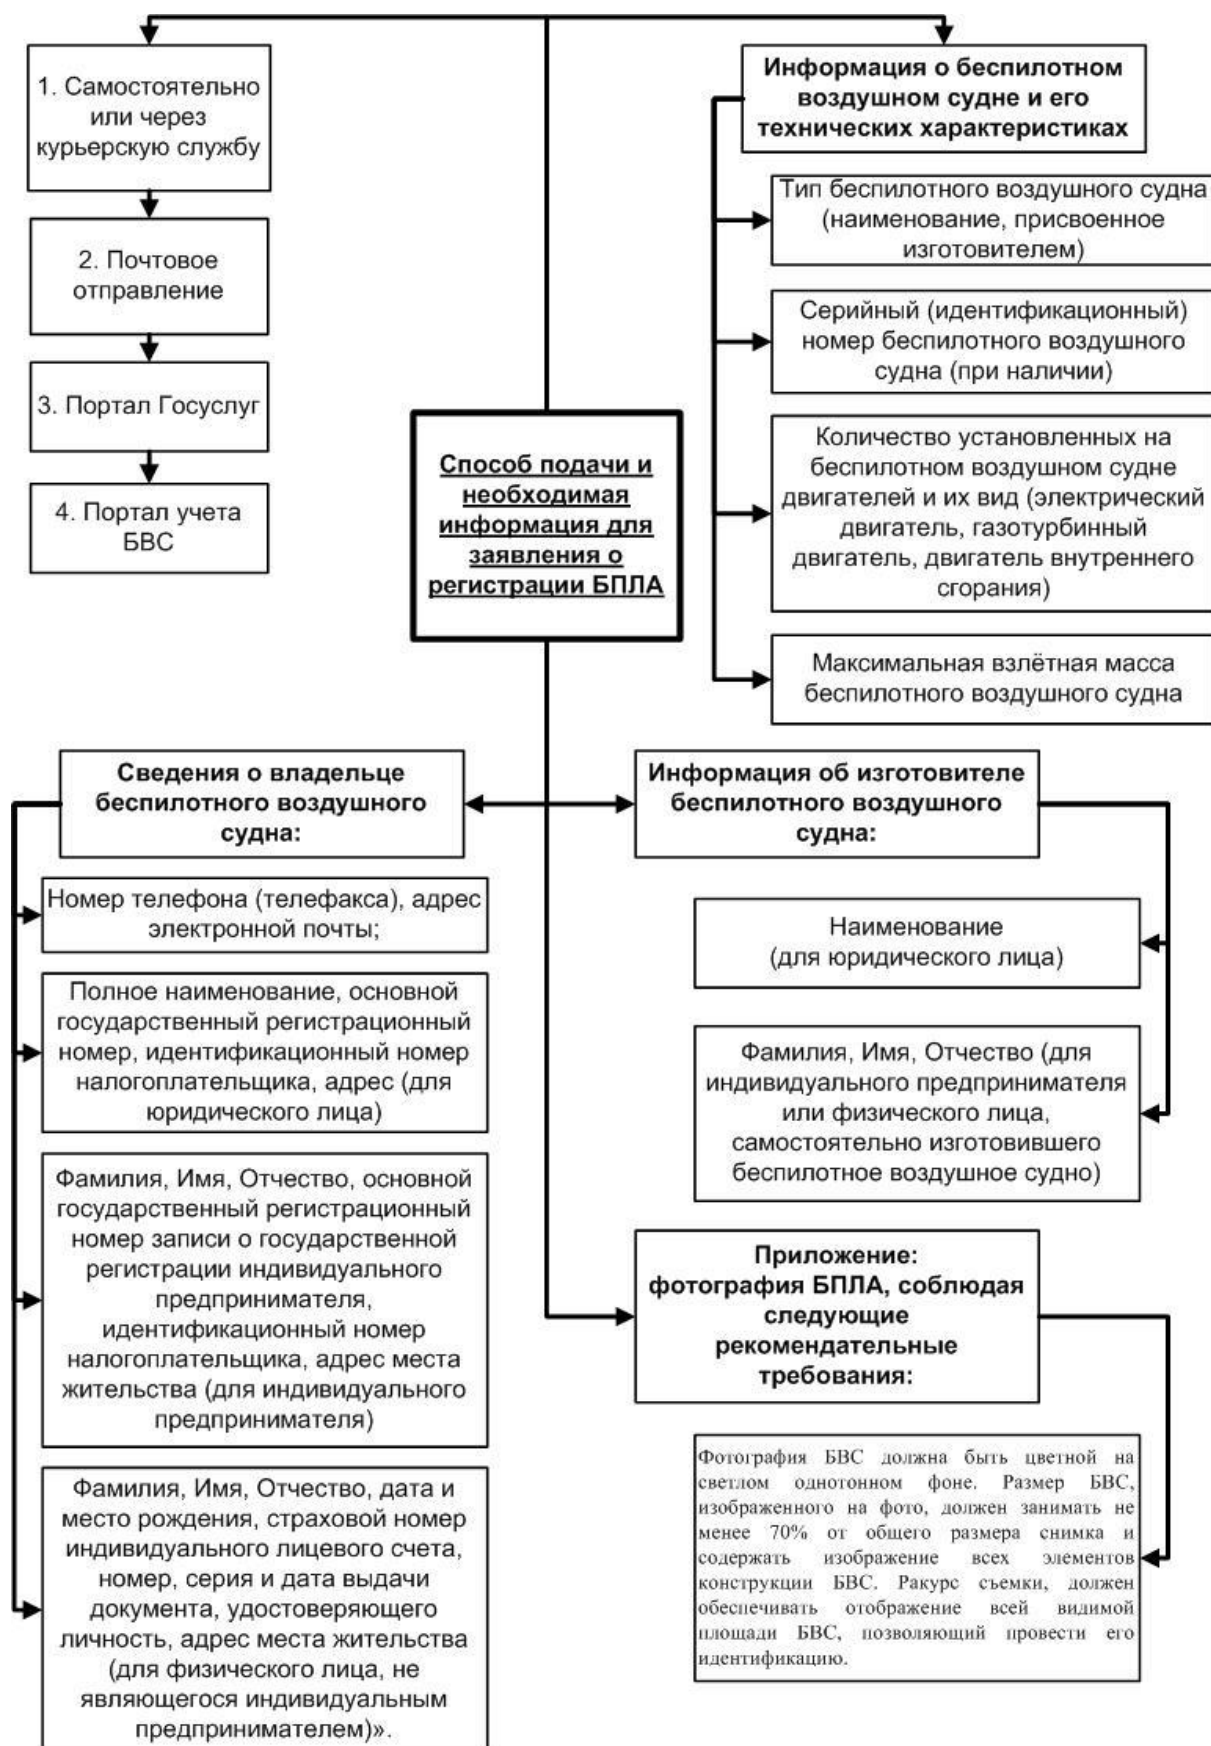 1. Самостоятельно
или через
курьерскую службу
2. Почтовое
отправление
3. Портал Госуслуг
4. Портал учета
БВС
Способ подачи и
необходимая
информация для
заявления о
регистрации БПЛА
Информация о беспилотном
воздушном судне и его
технических характеристиках
Тип беспилотного воздушного судна
(наименование, присвоенное
изготовителем)
Серийный (идентификационный)
номер беспилотного воздушного
судна (при наличии)
Количество установленных на
беспилотном воздушном судне
двигателей и их вид (электрический
двигатель, газотурбинный
двигатель, двигатель внутреннего
сгорания)
Максимальная взлётная масса
беспилотного воздушного судна
Сведения о владельце
беспилотного воздушного
судна:
Номер телефона (телефакса), адрес
электронной почты;
Полное наименование, основной
государственный регистрационный
номер, идентификационный номер
налогоплательщика, адрес (для
юридического лица)
Фамилия, Имя, Отчество, основной
государственный регистрационный
номер записи о государственной
регистрации индивидуального
предпринимателя,
идентификационный номер
налогоплательщика, адрес места
жительства (для индивидуального
предпринимателя)
Фамилия, Имя, Отчество, дата и
место рождения, страховой номер
индивидуального лицевого счета,
номер, серия и дата выдачи
документа, удостоверяющего
личность, адрес места жительства
(для физического лица, не
являющегося индивидуальным
предпринимателем)».
Информация об изготовителе
беспилотного воздушного
судна:
Наименование
(для юридического лица)
Фамилия, Имя, Отчество (для
индивидуального предпринимателя
или физического лица,
самостоятельно изготовившего
беспилотное воздушное судно)
Приложение:
фотография БПЛА, соблюдая
следующие
рекомендательные
требования:
Фотография БВС должна быть цветной на
светлом однотонном фоне. Размер БВС,
изображенного на фото, должен занимать не
менее 70% от общего размера снимка и
содержать изображение всех элементов
конструкции БВС. Ракурс съемки, должен
обеспечивать отображение всей видимой
площади БВС, позволяющий провести его
идентификацию.